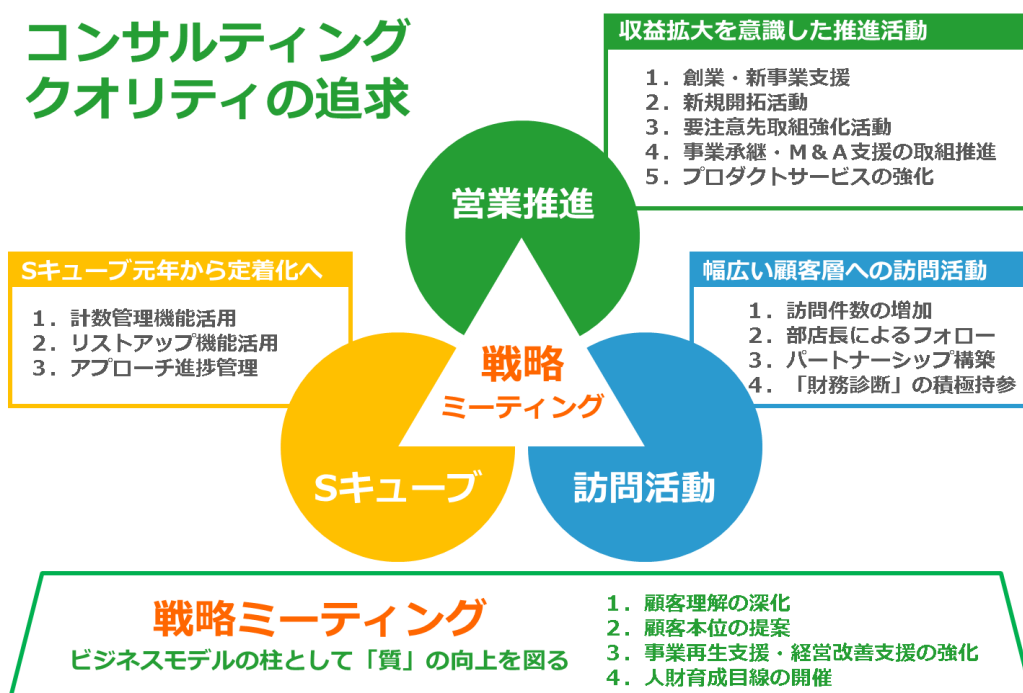 コンサルティング
クオリティの追求
収益拡大を意識した推進活動
１．創業・新事業支援
２．新規開拓活動
３．要注意先取組強化活動
４．事業承継・Ｍ＆Ａ支援の取組推進
５．プロダクトサービスの強化
営業推進
Sキューブ元年から定着化へ
１．計数管理機能活用
２．リストアップ機能活用
３．アプローチ進捗管理
幅広い顧客層への訪問活動
１．訪問件数の増加
２．部店長によるフォロー
３．パートナーシップ構築
４．「財務診断」の積極持参
戦略
ミーティング
Sキューブ
訪問活動
戦略ミーティング
ビジネスモデルの柱として「質」の向上を図る
１．顧客理解の深化
２．顧客本位の提案
３．事業再生支援・経営改善支援の強化
４．人財育成目線の開催